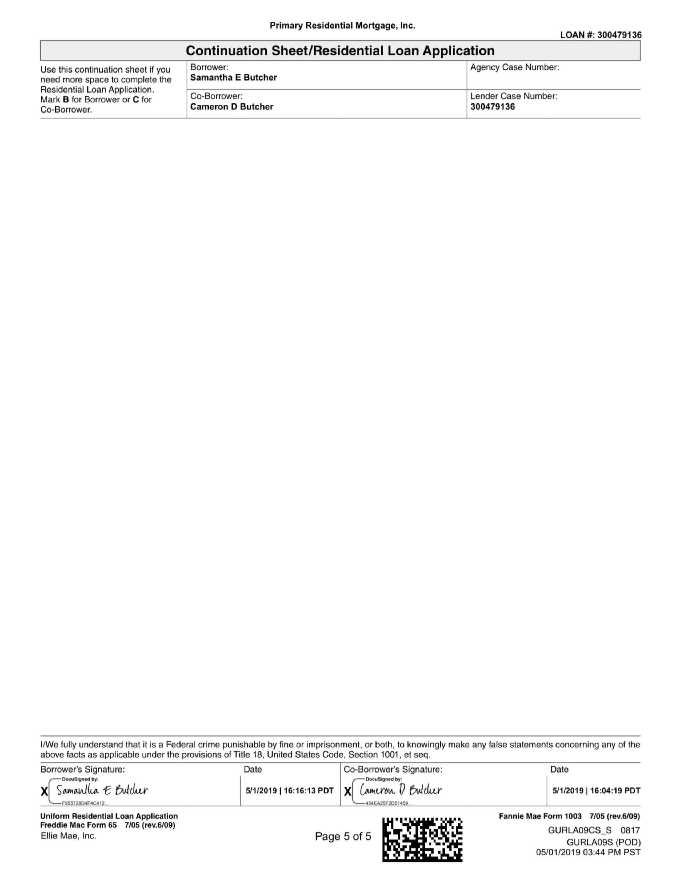 Primary Residential Mortgage, Inc.
LOAN #: 300479136
Continuation Sheet/Residential Loan Application
Use this continuation sheet if you
need more space to complete the
Residential Loan Application.
Mark B for Borrower or C for
Co-Borrower.
Borrower:
Samantha E Butcher
Agency Case Number:
Co-Borrower:
Cameron D Butcher
Lender Case Number:
300479136
I/We fully understand that it is a Federal crime punishable by fine or imprisonment, or both, to knowingly make any false statements concerning any of the
above facts as applicable under the provisions of Title 18, United States Code, Section 1001, et seq.
Borrower's Signature:
Date
Co-Borrower's Signature:
Date
DocuSigned by:
X Samantha E Butcher
5/1/2019 | 16:16:13 PDT
DocuSigned by:
X Cameron D Butcher
5/1/2019 | 16:04:19 PDT
Uniform Residential Loan Application
Freddie Mac Form 65 7/05 (rev.6/09)
Ellie Mae, Inc.
Page 5 of 5
Fannie Mae Form 1003 7/05 (rev.6/09)
GURLA09CS_S 0817
GURLA09S (POD)
05/01/2019 03:44 PM PST